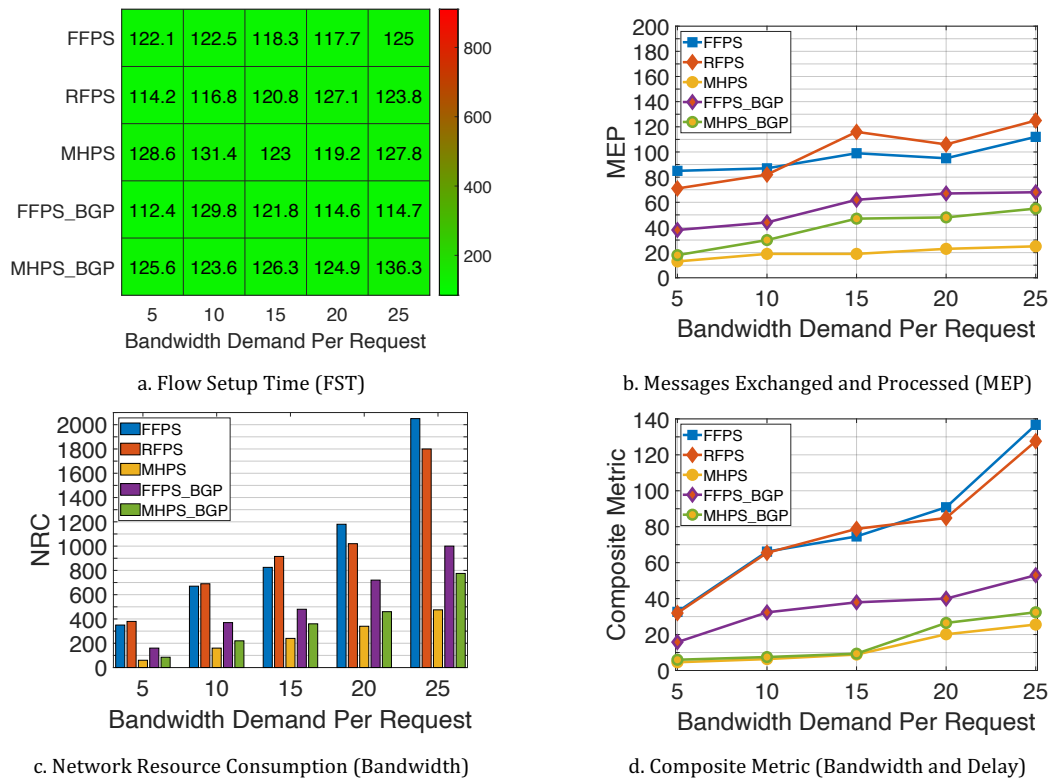 FFPS 122.1 122.5 118.3 117.7 125
RFPS 114.2 116.8 120.8 127.1 123.8
MHPS 128.6 131.4 123 119.2 127.8
FFPS_BGP 112.4 129.8 121.8 114.6 114.7
MHPS_BGP 125.6 123.6 126.3 124.9 136.3
5 10 15 20 25
Bandwidth Demand Per Request
800
600
400
200
a. Flow Setup Time (FST)
MEP
200
180
160
140
120
100
80
60
40
20
0
FFPS
RFPS
MHPS
FFPS_BGP
MHPS_BGP
5 10 15 20 25
Bandwidth Demand Per Request
b. Messages Exchanged and Processed (MEP)
NRC
2000
1800
1600
1400
1200
1000
800
600
400
200
0
FFPS
RFPS
MHPS
FFPS_BGP
MHPS_BGP
5 10 15 20 25
Bandwidth Demand Per Request
c. Network Resource Consumption (Bandwidth)
Composite Metric
140
120
100
80
60
40
20
0
FFPS
RFPS
MHPS
FFPS_BGP
MHPS_BGP
5 10 15 20 25
Bandwidth Demand Per Request
d. Composite Metric (Bandwidth and Delay)